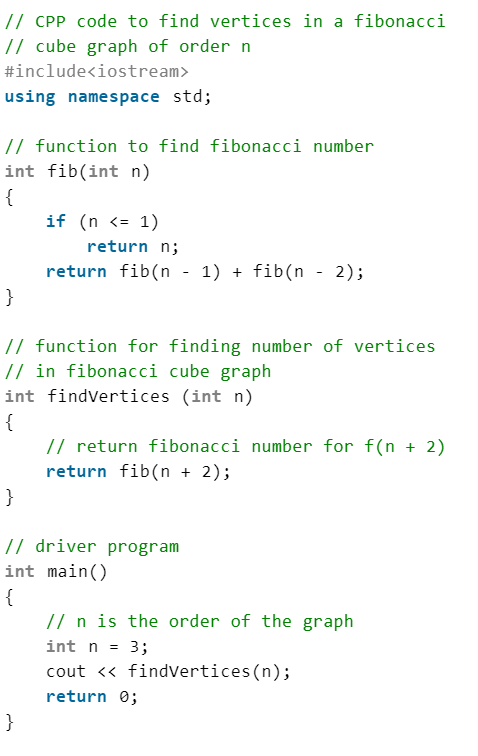 // CPP code to find vertices in a fibonacci
// cube graph of order n
#include<iostream>
using namespace std;

// function to find fibonacci number
int fib(int n)
{
    if (n <= 1)
        return n;
    return fib(n - 1) + fib(n - 2);
}

// function for finding number of vertices
// in fibonacci cube graph
int findVertices (int n)
{
    // return fibonacci number for f(n + 2)
    return fib(n + 2);
}

// driver program
int main()
{
    // n is the order of the graph
    int n = 3;
    cout << findVertices(n);
    return 0;
}